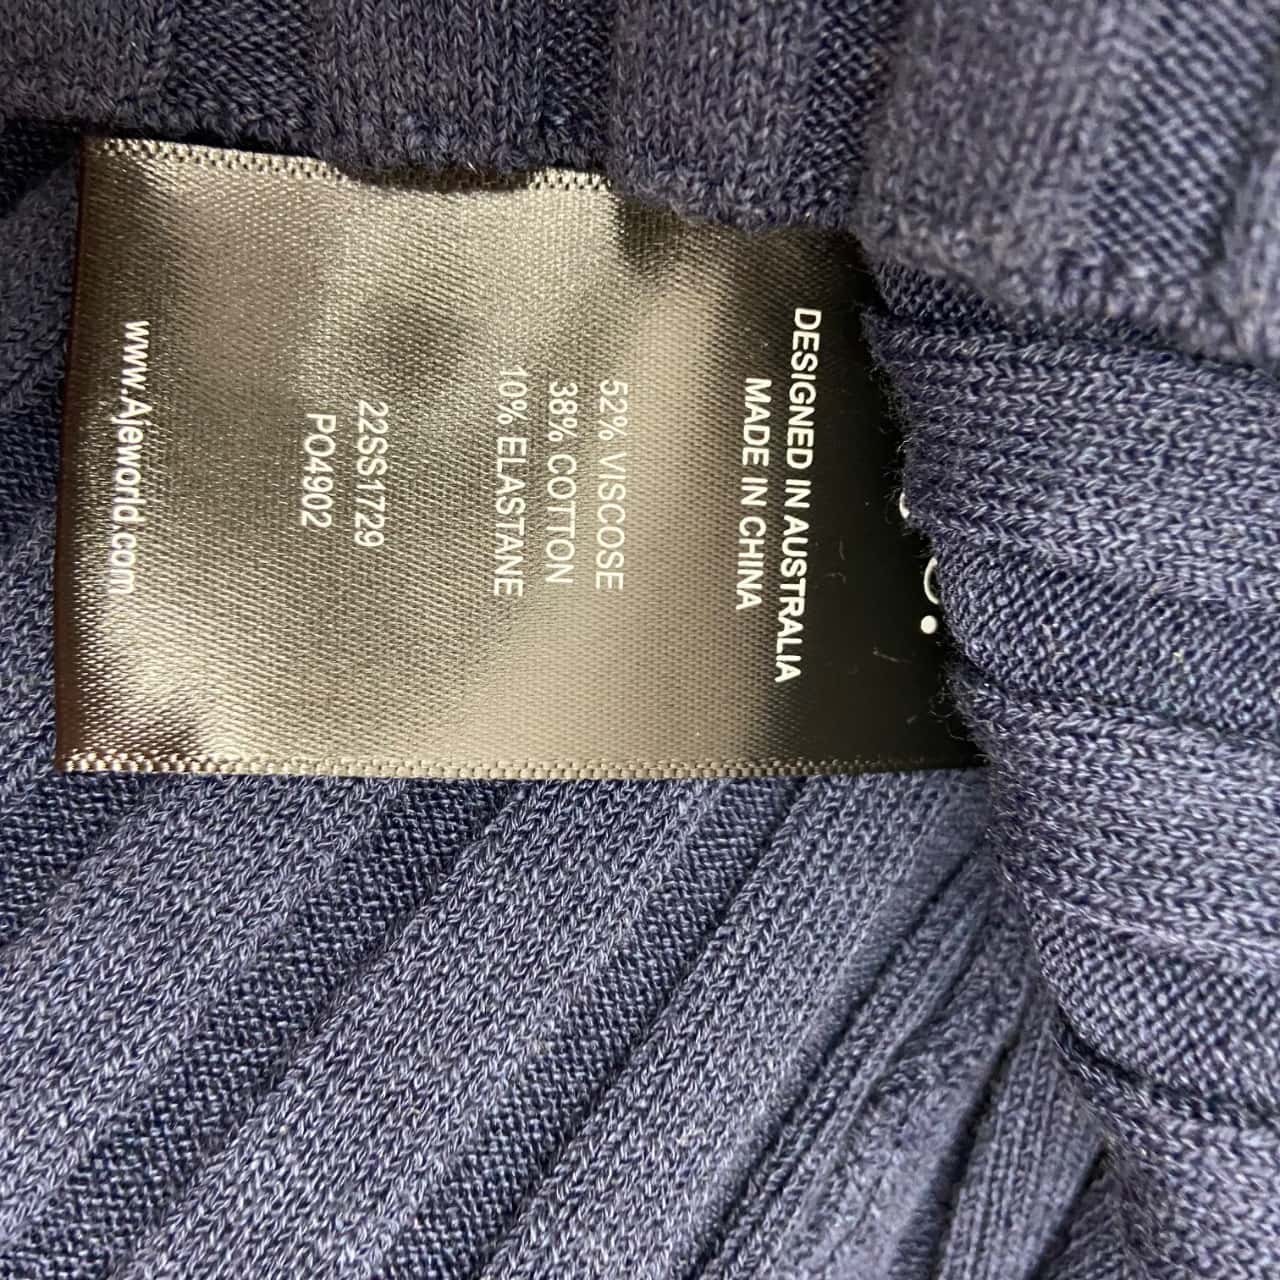 DESIGNED IN AUSTRALIA
MADE IN CHINA
52% VISCOSE
38% COTTON
10% ELASTANE
22SS1729
PO4902
www.Ajeworld.com